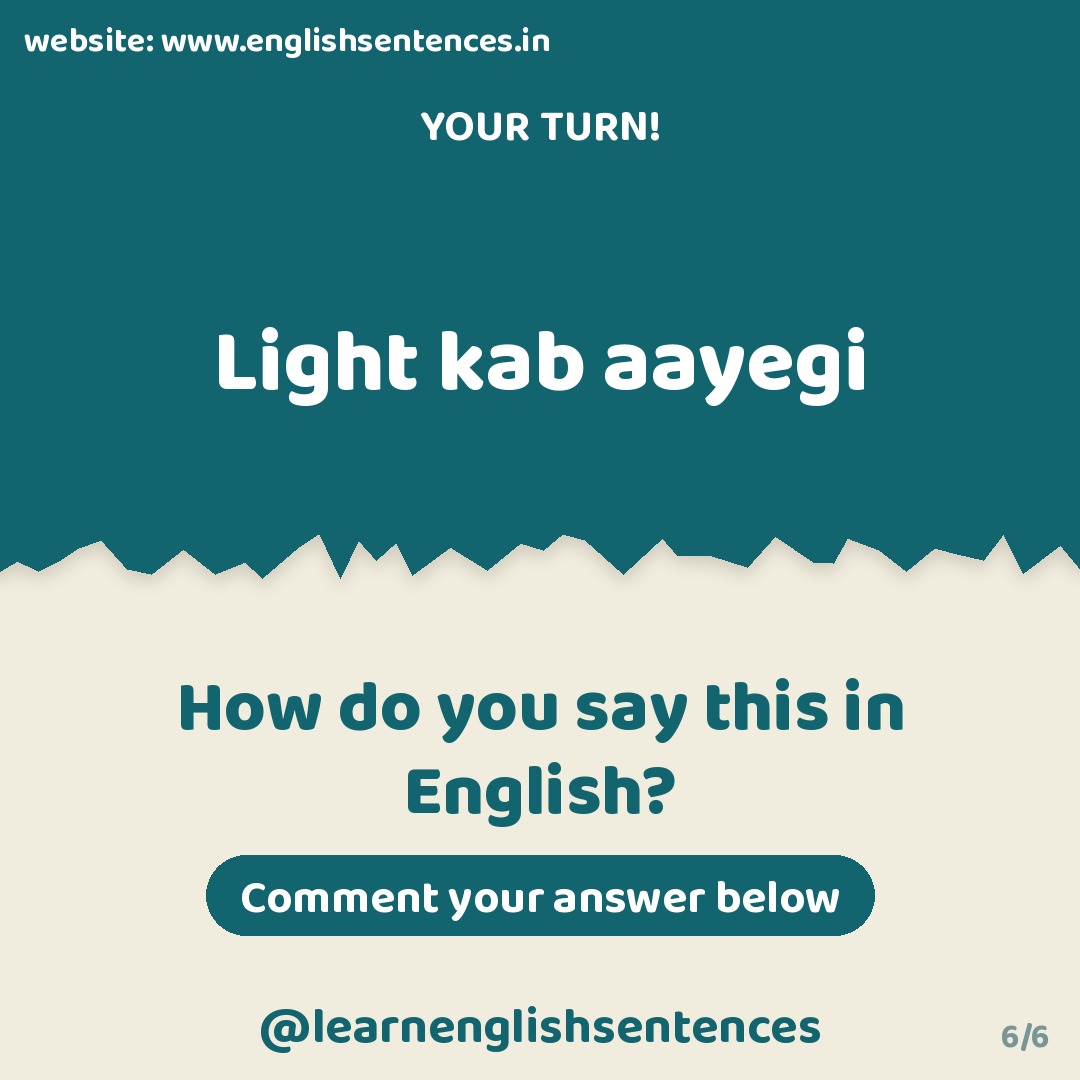 website: www.englishsentences.in
YOUR TURN!
Light kab aayegi
How do you say this in
English?
Comment your answer below
@learnenglishsentences
6/6